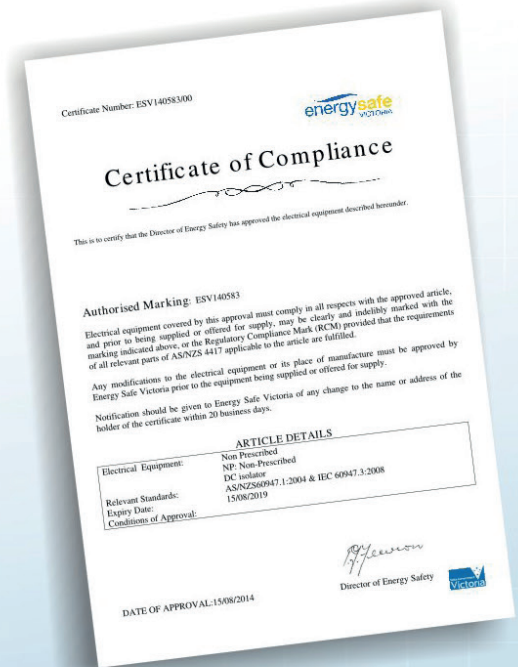 Certificate Number: ESV140583/00
energysafe
VICTORIA
Certificate of Compliance
This is to certify that the Director of Energy Safety has approved the electrical equipment described hereunder.
Authorised Marking: ESV140583
Electrical equipment covered by this approval must comply in all respects with the approved article,
and prior to being supplied or offered for supply, may be clearly and indelibly marked with the
marking indicated above, or the Regulatory Compliance Mark (RCM) provided that the requirements
of all relevant parts of AS/NZS 4417 applicable to the article are fulfilled.
Any modifications to the electrical equipment or its place of manufacture must be approved by
Energy Safe Victoria prior to the equipment being supplied or offered for supply.
Notification should be given to Energy Safe Victoria of any change to the name or address of the
holder of the certificate within 20 business days.
ARTICLE DETAILS
Electrical Equipment: Non Prescribed
NP: Non-Prescribed
DC isolator
Relevant Standards: AS/NZS60947.1:2004 & IEC 60947.3:2008
Expiry Date: 15/08/2019
Conditions of Approval:
Director of Energy Safety
Victoria
DATE OF APPROVAL:15/08/2014